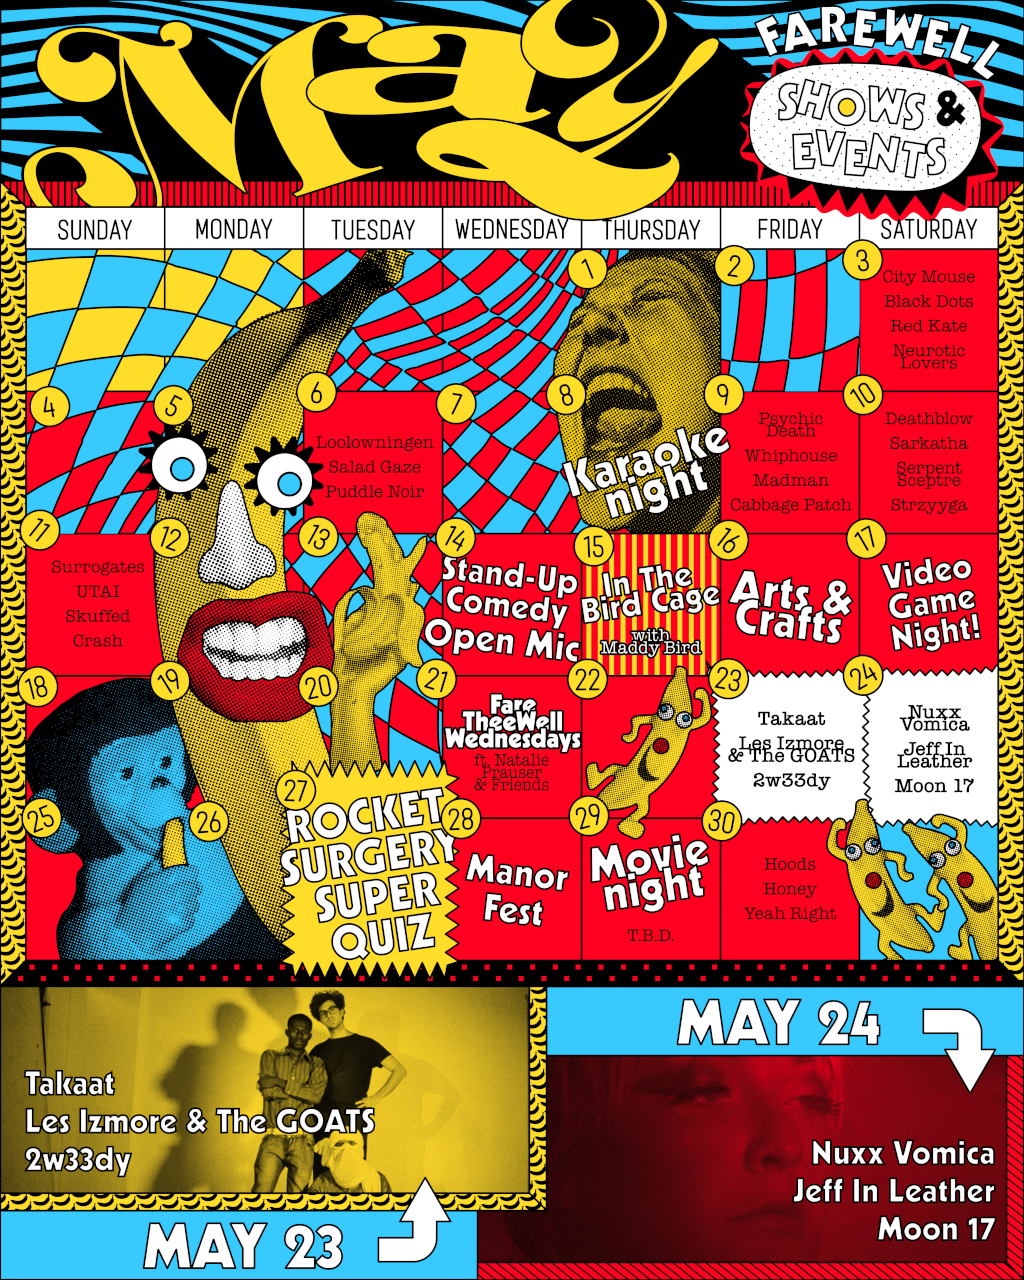 May
FAREWELL
SHOWS &
EVENTS
SUNDAY
MONDAY
TUESDAY
WEDNESDAY
THURSDAY
FRIDAY
SATURDAY
1
2
3
City Mouse
Black Dots
Red Kate
Neurotic
Lovers
4
5
6
Loolowningen
Salad Gaze
Puddle Noir
7
8
Karaoke
night
9
Psychic
Death
Whiphouse
Madman
Cabbage Patch
10
Deathblow
Sarkatha
Serpent
Sceptre
Strzyyga
11
Surrogates
UTAI
Skuffed
Crash
12
13
14
Stand-Up
Comedy
Open Mic
15
In The
Bird Cage
with
Maddy Bird
16
Arts &
Crafts
17
Video
Game
Night!
18
19
20
21
Fare
TheeWell
Wednesdays
ft. Natalie
Prauser
& Friends
22
23
Takaat
Les Izmore
& The GOATS
2w33dy
24
Nuxx
Vomica
Jeff In
Leather
Moon 17
25
26
27
ROCKET
SURGERY
SUPER
QUIZ
28
Manor
Fest
29
Movie
night
T.B.D.
30
Hoods
Honey
Yeah Right
Takaat
Les Izmore & The GOATS
2w33dy
MAY 23
MAY 24
Nuxx Vomica
Jeff In Leather
Moon 17